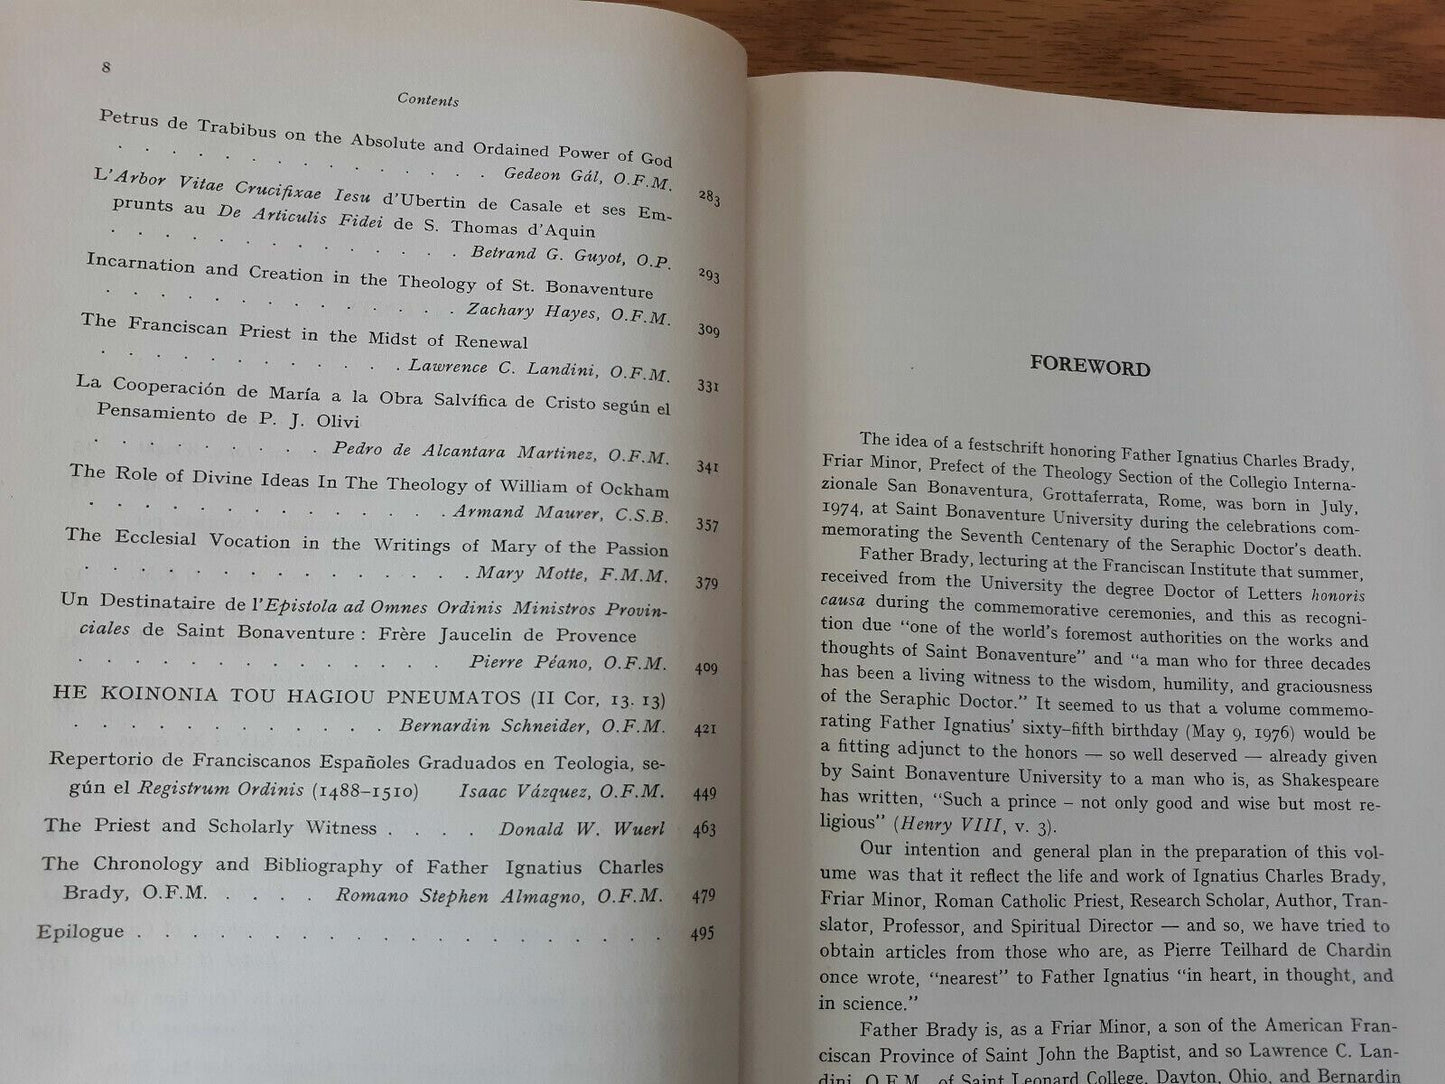 8
Contents
Petrus de Trabibus on the Absolute and Ordained Power of God
. . . . . . . . . . . . . . Gedeon Gál, O.F.M. 283
L'Arbor Vitae Crucifixae Iesu d'Ubertin de Casale et ses Em-
prunts au De Articulis Fidei de S. Thomas d'Aquin
. . . . . . . . . . . . . Betrand G. Guyot, O.P. 293
Incarnation and Creation in the Theology of St. Bonaventure
. . . . . . . . . . . . . Zachary Hayes, O.F.M. 309
The Franciscan Priest in the Midst of Renewal
. . . . . . . . . . . . Lawrence C. Landini, O.F.M. 331
La Cooperación de María a la Obra Salvífica de Cristo según el
Pensamiento de P. J. Olivi
. . . . . . . . . Pedro de Alcantara Martinez, O.F.M. 341
The Role of Divine Ideas In The Theology of William of Ockham
. . . . . . . . . . . . . Armand Maurer, C.S.B. 357
The Ecclesial Vocation in the Writings of Mary of the Passion
. . . . . . . . . . . . . . Mary Motte, F.M.M. 379
Un Destinataire de l'Epistola ad Omnes Ordinis Ministros Provin-
ciales de Saint Bonaventure : Frère Jaucelin de Provence
. . . . . . . . . . . . . . Pierre Péano, O.F.M. 409
HE KOINONIA TOU HAGIOU PNEUMATOS (II Cor, 13. 13)
. . . . . . . . . . . . Bernardin Schneider, O.F.M. 421
Repertorio de Franciscanos Españoles Graduados en Teologia, se-
gún el Registrum Ordinis (1488–1510) Isaac Vázquez, O.F.M. 449
The Priest and Scholarly Witness . . . . Donald W. Wuerl 463
The Chronology and Bibliography of Father Ignatius Charles
Brady, O.F.M. . . . . Romano Stephen Almagno, O.F.M. 479
Epilogue . . . . . . . . . . . . . . . . . . . . 495
FOREWORD
The idea of a festschrift honoring Father Ignatius Charles Brady,
Friar Minor, Prefect of the Theology Section of the Collegio Interna-
zionale San Bonaventura, Grottaferrata, Rome, was born in July,
1974, at Saint Bonaventure University during the celebrations com-
memorating the Seventh Centenary of the Seraphic Doctor's death.
Father Brady, lecturing at the Franciscan Institute that summer,
received from the University the degree Doctor of Letters honoris
causa during the commemorative ceremonies, and this as recogni-
tion due "one of the world's foremost authorities on the works and
thoughts of Saint Bonaventure" and "a man who for three decades
has been a living witness to the wisdom, humility, and graciousness
of the Seraphic Doctor." It seemed to us that a volume commemo-
rating Father Ignatius' sixty–fifth birthday (May 9, 1976) would be
a fitting adjunct to the honors — so well deserved — already given
by Saint Bonaventure University to a man who is, as Shakespeare
has written, "Such a prince – not only good and wise but most re-
ligious" (Henry VIII, v. 3).
Our intention and general plan in the preparation of this vol-
ume was that it reflect the life and work of Ignatius Charles Brady,
Friar Minor, Roman Catholic Priest, Research Scholar, Author, Tran-
slator, Professor, and Spiritual Director — and so, we have tried to
obtain articles from those who are, as Pierre Teilhard de Chardin
once wrote, "nearest" to Father Ignatius "in heart, in thought, and
in science."
Father Brady is, as a Friar Minor, a son of the American Fran-
ciscan Province of Saint John the Baptist, and so Lawrence C. Lan-
dini, O.F.M., of Saint Leonard College, Dayton, Ohio, and Bernardin